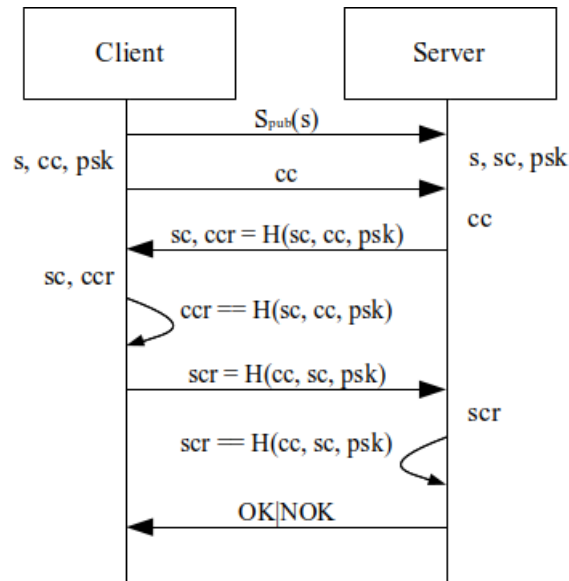 Client
Server
Spub(s)
s, cc, psk
s, sc, psk
cc
cc
sc, ccr = H(sc, cc, psk)
sc, ccr
ccr == H(sc, cc, psk)
scr = H(cc, sc, psk)
scr
scr == H(cc, sc, psk)
OK|NOK